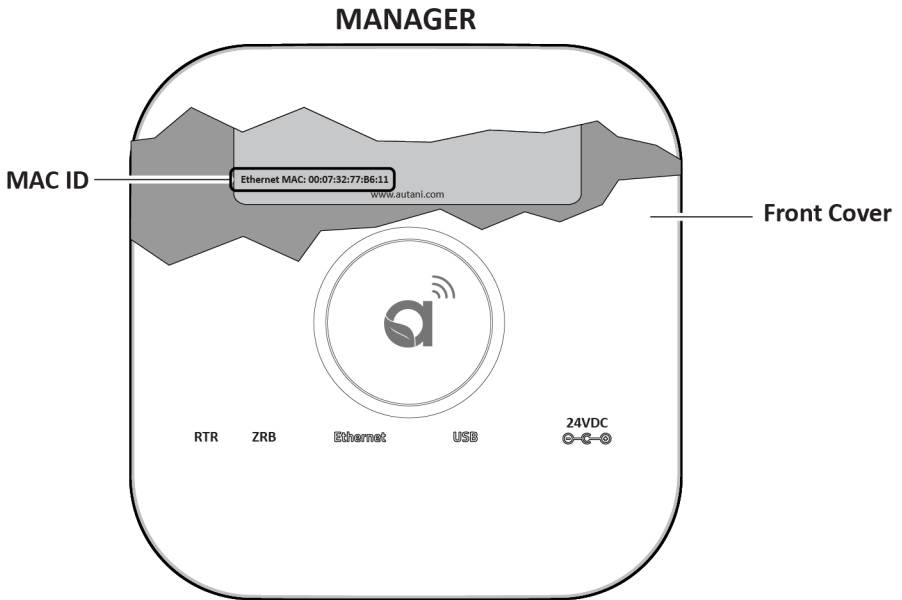 MANAGER
MAC ID
Ethernet MAC: 00:07:32:77:B6:11
www.autani.com
Front Cover
a
24VDC
RTR ZRB Ethernet USB